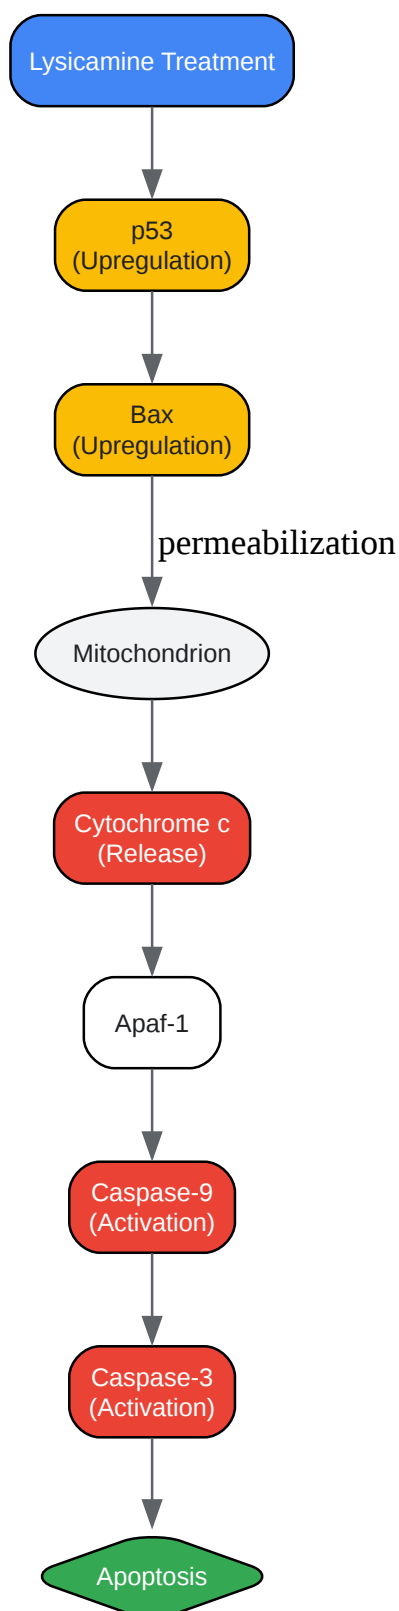 Lysicamine Treatment
p53
(Upregulation)
Bax
(Upregulation)
permeabilization
Mitochondrion
Cytochrome c
(Release)
Apaf-1
Caspase-9
(Activation)
Caspase-3
(Activation)
Apoptosis